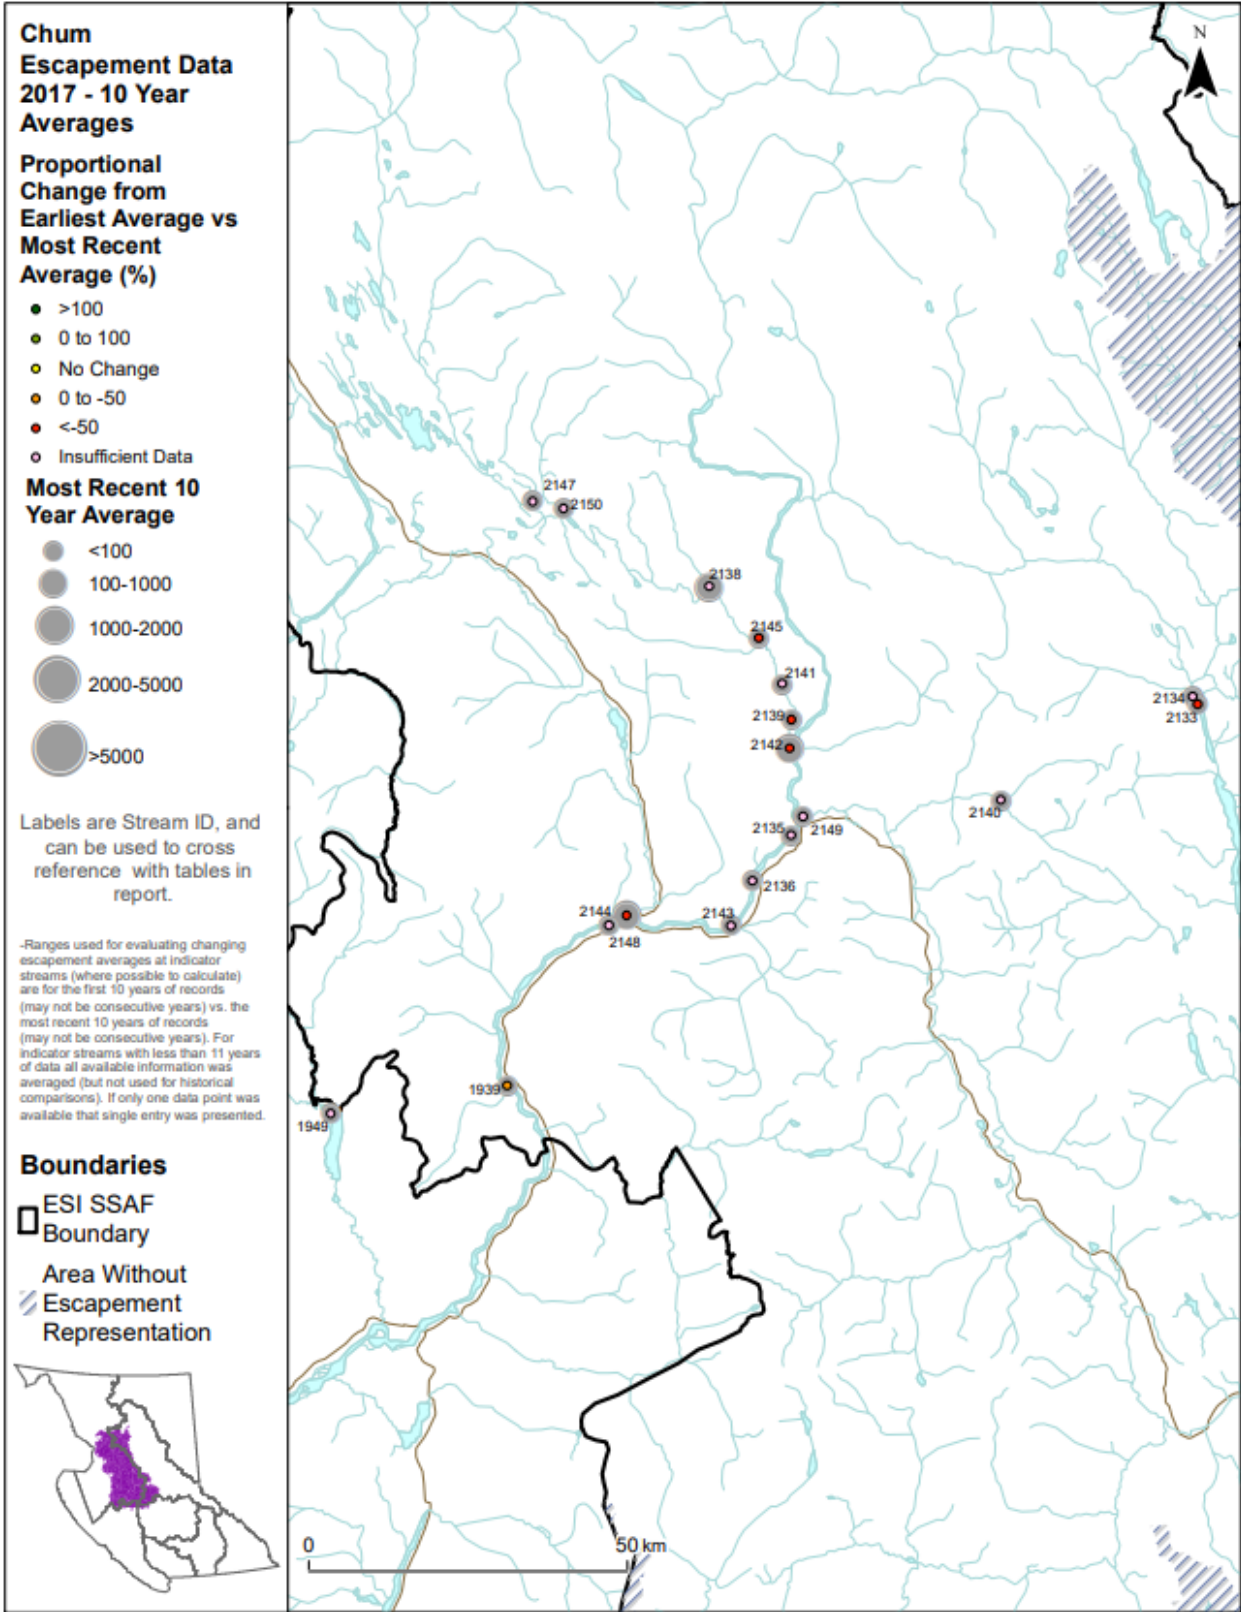 Chum
Escapement Data
2017 - 10 Year
Averages
Proportional
Change from
Earliest Average vs
Most Recent
Average (%)
>100
0 to 100
No Change
0 to -50
<-50
Insufficient Data
Most Recent 10
Year Average
<100
100-1000
1000-2000
2000-5000
>5000
Labels are Stream ID, and
can be used to cross
reference with tables in
report.
-Ranges used for evaluating changing
escapement averages at indicator
streams (where possible to calculate)
are for the first 10 years of records
(may not be consecutive years) vs. the
most recent 10 years of records
(may not be consecutive years). For
indicator streams with less than 11 years
of data all available information was
averaged (but not used for historical
comparisons). If only one data point was
available that single entry was presented.
Boundaries
ESI SSAF
Boundary
Area Without
Escapement
Representation
N
2147
2150
2138
2145
2141
2134
2133
2139
2142
2140
2149
2135
2136
2144
2143
2148
1939
1949
0
50 km